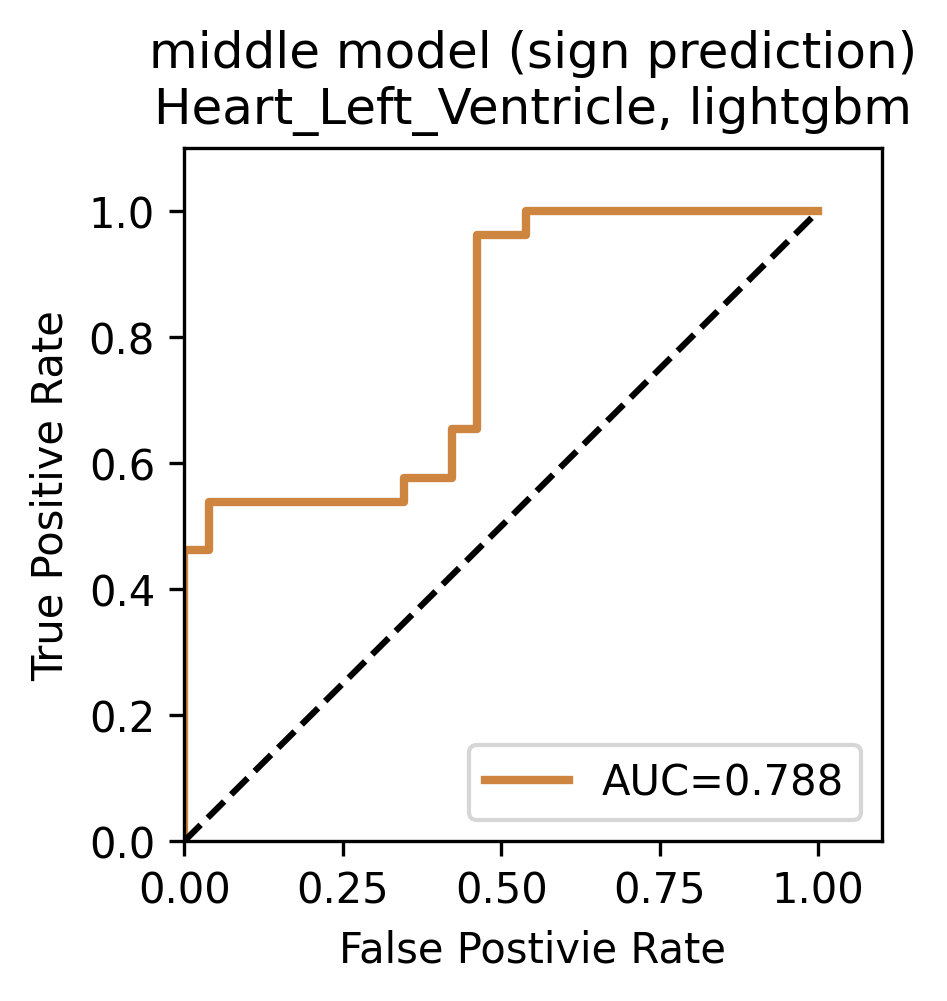 middle model (sign prediction)
Heart_Left_Ventricle, lightgbm
True Positive Rate
1.0
0.8
0.6
0.4
0.2
0.0
AUC=0.788
0.00 0.25 0.50 0.75 1.00
False Postivie Rate